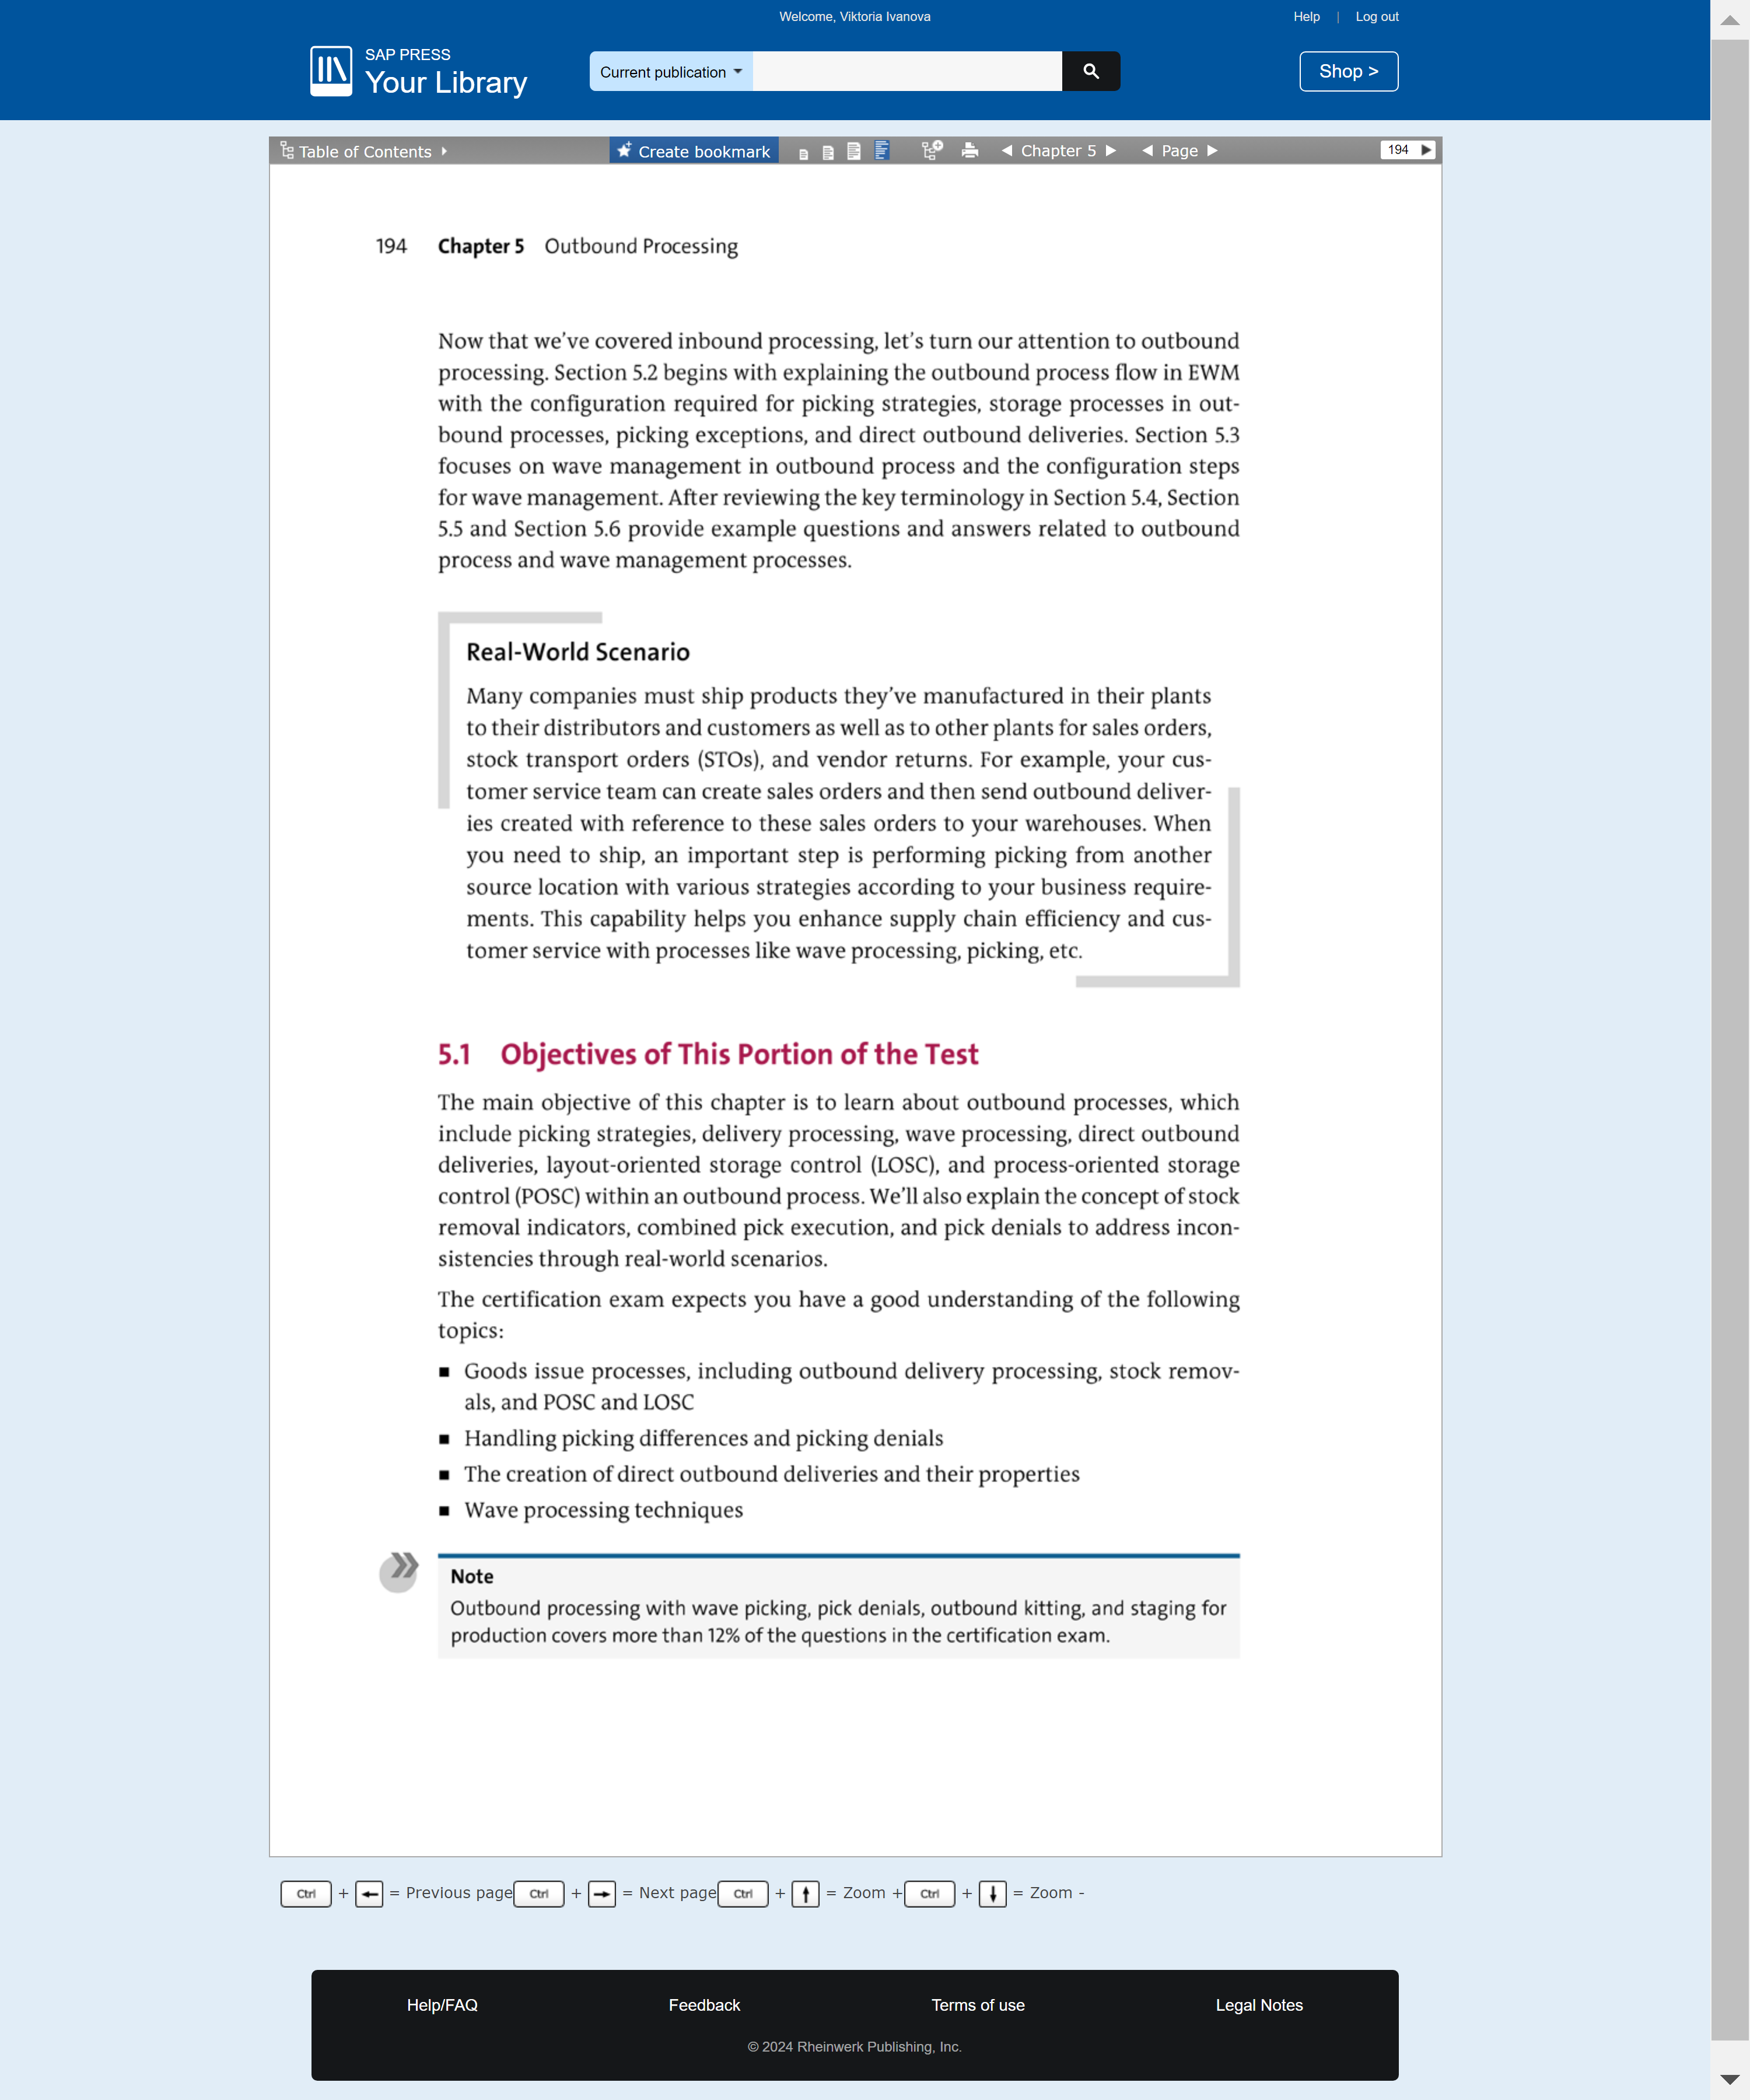 Welcome, Viktoria Ivanova
Help | Log out
SAP PRESS
Your Library
Current publication
Shop >
Table of Contents
Create bookmark
Chapter 5
Page
194
194 Chapter 5 Outbound Processing
Now that we’ve covered inbound processing, let’s turn our attention to outbound
processing. Section 5.2 begins with explaining the outbound process flow in EWM
with the configuration required for picking strategies, storage processes in out-
bound processes, picking exceptions, and direct outbound deliveries. Section 5.3
focuses on wave management in outbound process and the configuration steps
for wave management. After reviewing the key terminology in Section 5.4, Section
5.5 and Section 5.6 provide example questions and answers related to outbound
process and wave management processes.
Real-World Scenario
Many companies must ship products they’ve manufactured in their plants
to their distributors and customers as well as to other plants for sales orders,
stock transport orders (STOs), and vendor returns. For example, your cus-
tomer service team can create sales orders and then send outbound deliver-
ies created with reference to these sales orders to your warehouses. When
you need to ship, an important step is performing picking from another
source location with various strategies according to your business require-
ments. This capability helps you enhance supply chain efficiency and cus-
tomer service with processes like wave processing, picking, etc.
5.1 Objectives of This Portion of the Test
The main objective of this chapter is to learn about outbound processes, which
include picking strategies, delivery processing, wave processing, direct outbound
deliveries, layout-oriented storage control (LOSC), and process-oriented storage
control (POSC) within an outbound process. We’ll also explain the concept of stock
removal indicators, combined pick execution, and pick denials to address incon-
sistencies through real-world scenarios.
The certification exam expects you have a good understanding of the following
topics:
■ Goods issue processes, including outbound delivery processing, stock remov-
als, and POSC and LOSC
■ Handling picking differences and picking denials
■ The creation of direct outbound deliveries and their properties
■ Wave processing techniques
Note
Outbound processing with wave picking, pick denials, outbound kitting, and staging for
production covers more than 12% of the questions in the certification exam.
Ctrl + ← = Previous page Ctrl + → = Next page Ctrl + ↑ = Zoom + Ctrl + ↓ = Zoom -
Help/FAQ
Feedback
Terms of use
Legal Notes
© 2024 Rheinwerk Publishing, Inc.